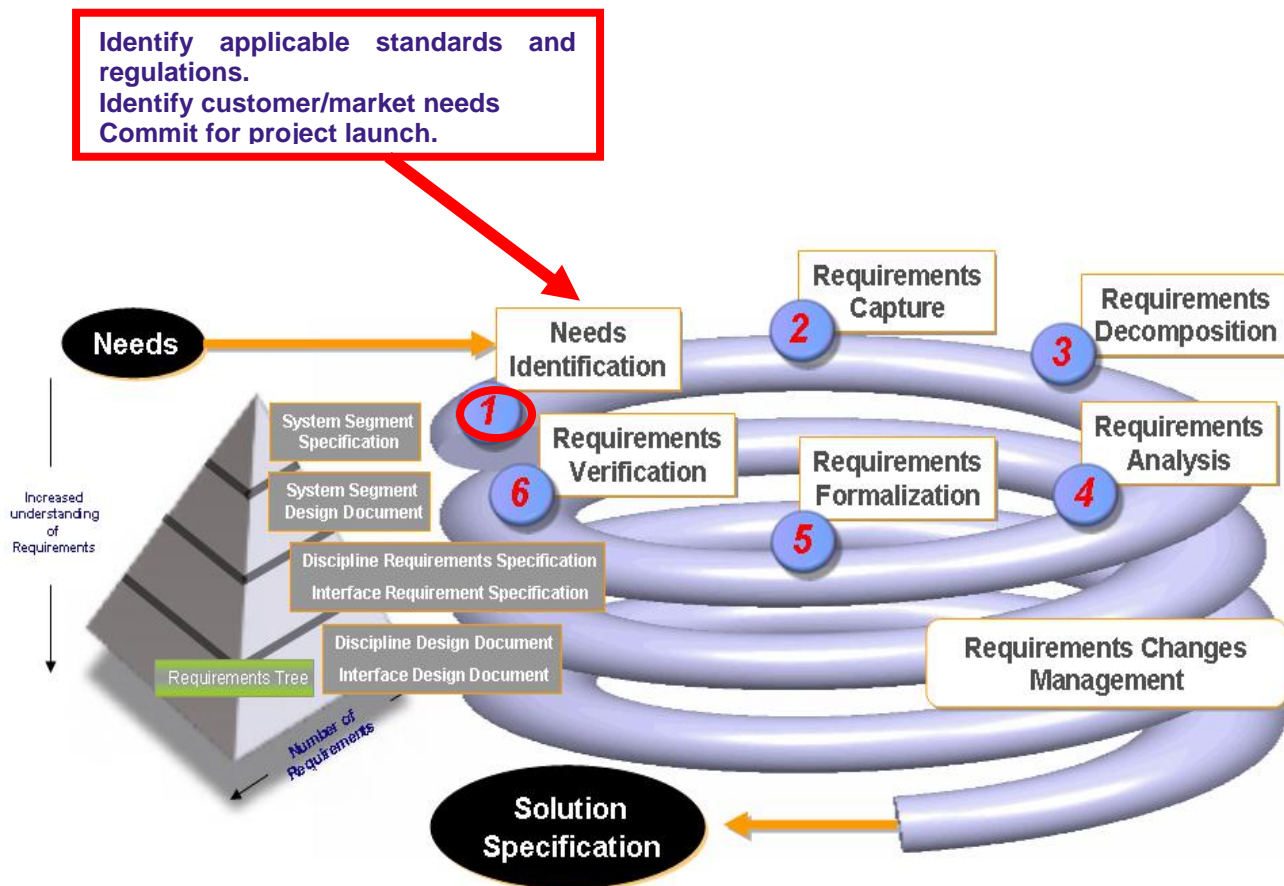 Identify applicable standards and
regulations.
Identify customer/market needs
Commit for project launch.
Needs
Needs
Identification
1
Requirements
Capture
2
Requirements
Decomposition
3
Requirements
Analysis
4
Requirements
Formalization
5
Requirements
Verification
6
System Segment
Specification
System Segment
Design Document
Discipline Requirements Specification
Interface Requirement Specification
Discipline Design Document
Interface Design Document
Increased
understanding
of
Requirements
Requirements Tree
Number of
Requirements
Requirements Changes
Management
Solution
Specification